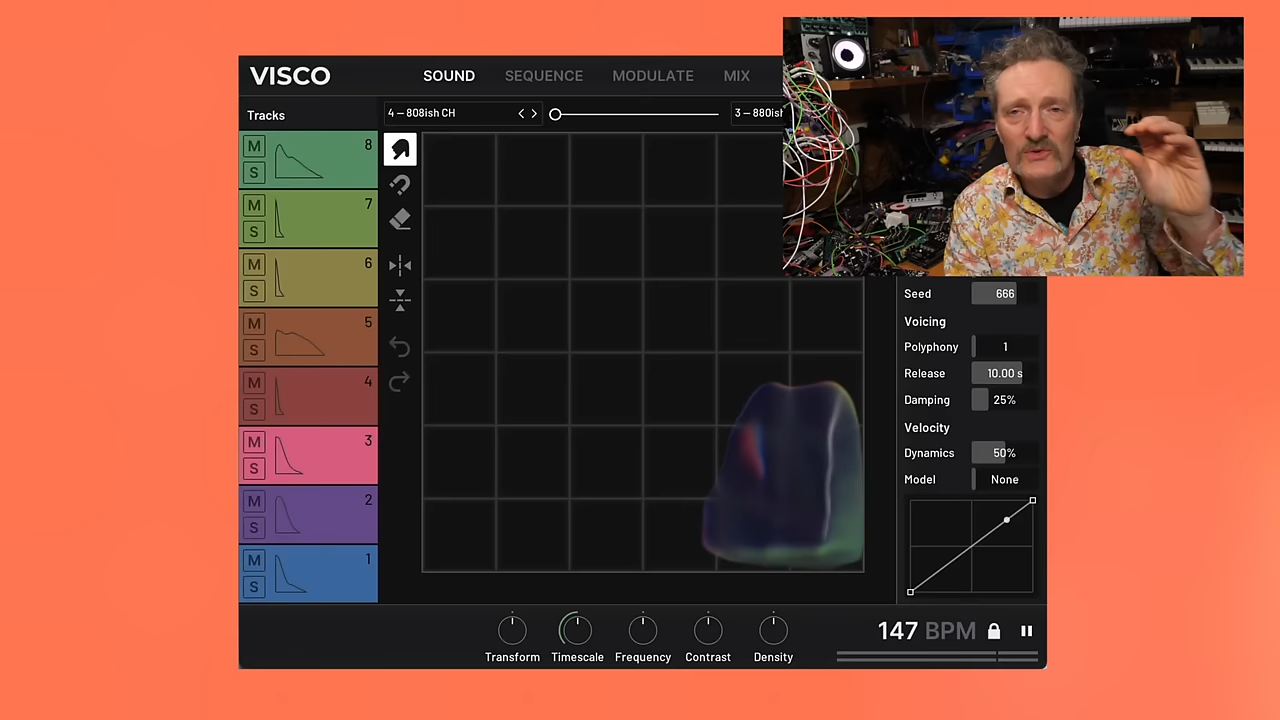 VISCO
SOUND SEQUENCE MODULATE MIX
Tracks
4 – 808ish CH
3 – 880ish
M 8
S
M 7
S
M 6
S
M 5
S
M 4
S
M 3
S
M 2
S
M 1
S
Seed 666
Voicing
Polyphony 1
Release 10.00 s
Damping 25%
Velocity
Dynamics 50%
Model None
Transform Timescale Frequency Contrast Density
147 BPM